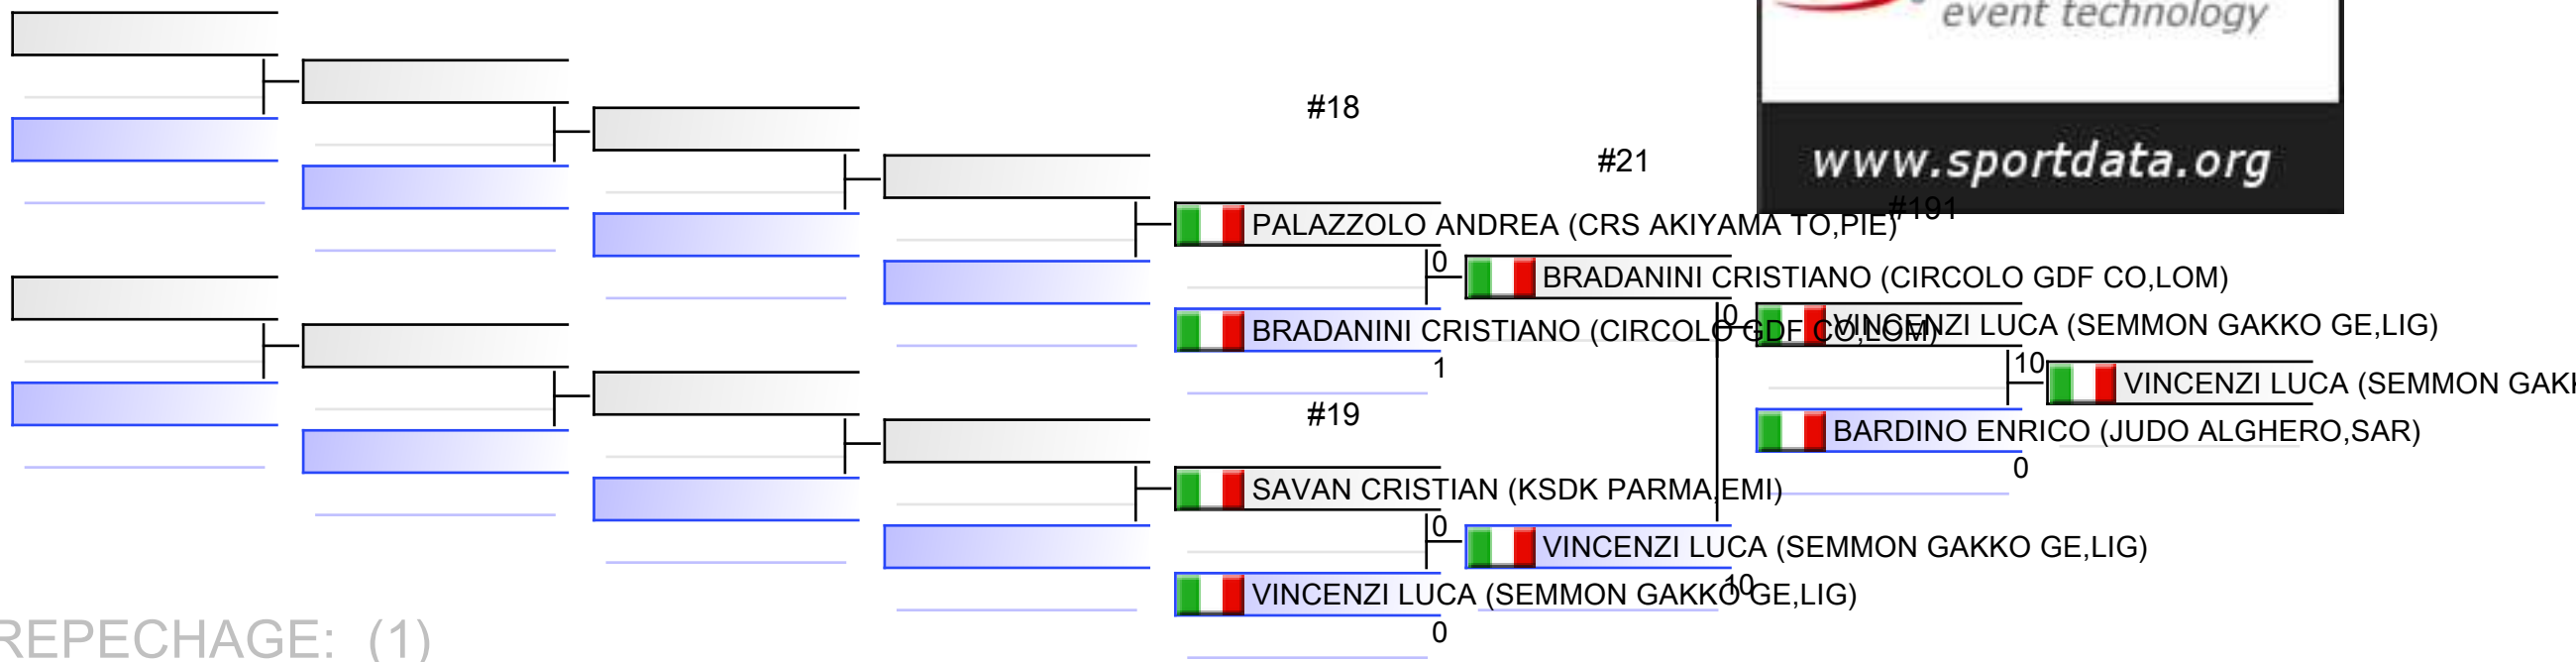 event technology
www.sportdata.org
#18
#21
#191
PALAZZOLO ANDREA (CRS AKIYAMA TO,PIE)
0
BRADANINI CRISTIANO (CIRCOLO GDF CO,LOM)
BRADANINI CRISTIANO (CIRCOLO GDF CO,LOM)
1
0
VINCENZI LUCA (SEMMON GAKKO GE,LIG)
10
VINCENZI LUCA (SEMMON GAKK
BARDINO ENRICO (JUDO ALGHERO,SAR)
0
#19
SAVAN CRISTIAN (KSDK PARMA,EMI)
0
VINCENZI LUCA (SEMMON GAKKO GE,LIG)
10
VINCENZI LUCA (SEMMON GAKKO GE,LIG)
0
REPECHAGE: (1)